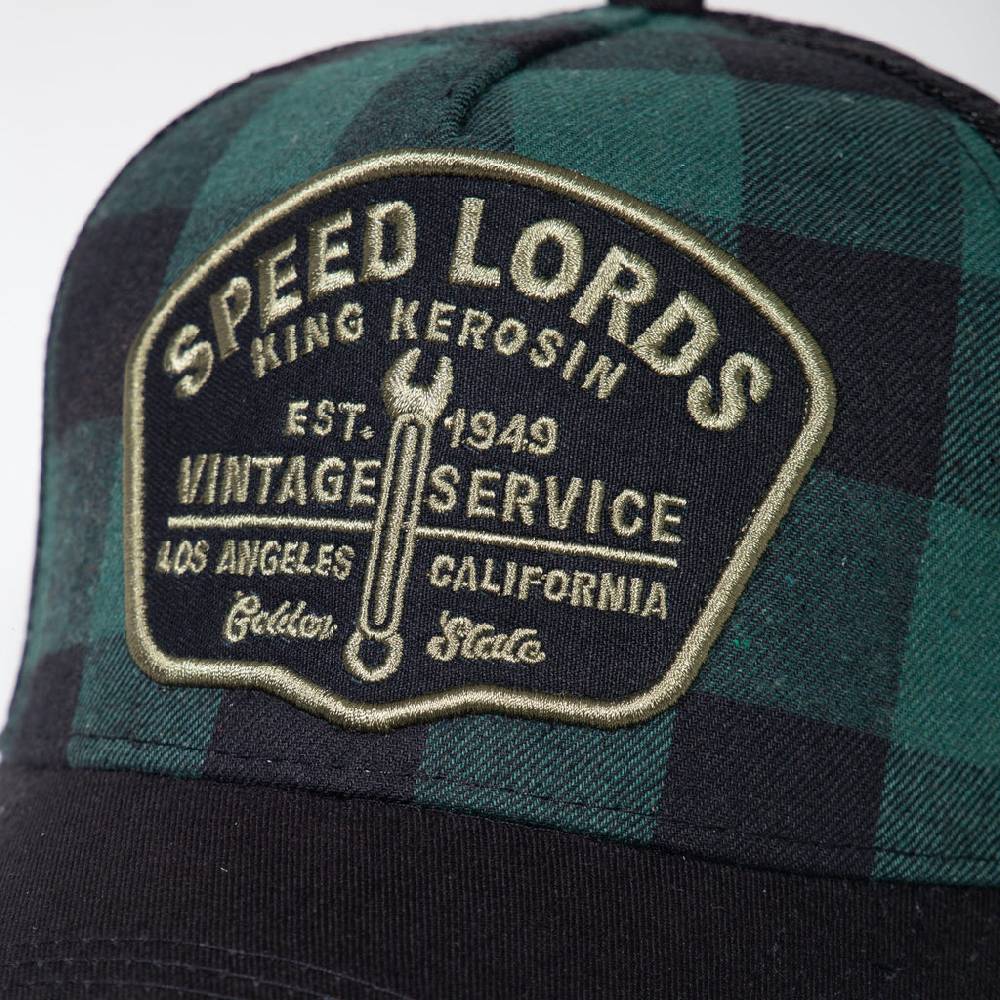 SPEED LORDS
KING KEROSIN
EST. 1949
VINTAGE SERVICE
LOS ANGELES CALIFORNIA
Golden State